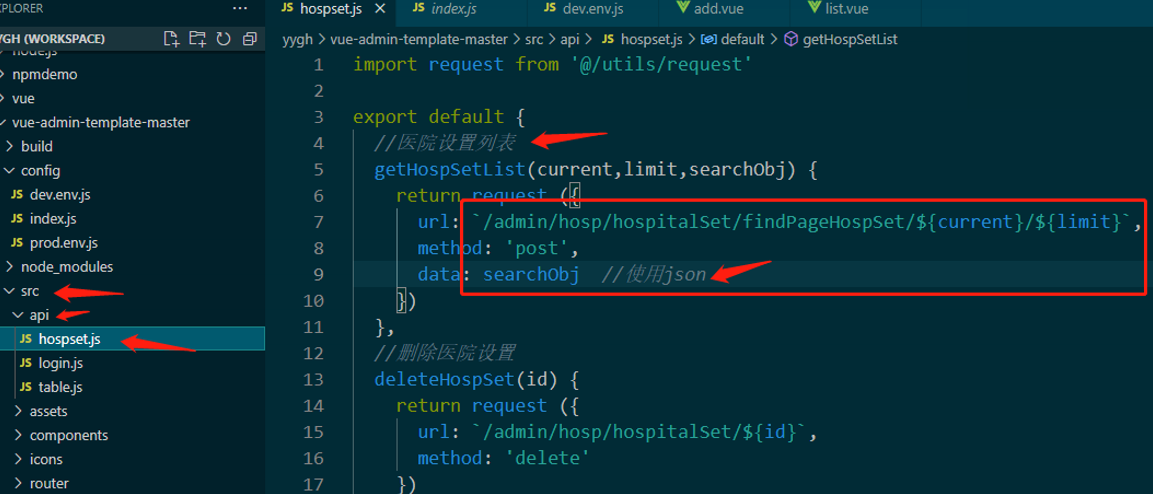 EXPLORER
···
JS hospset.js ×
JS index.js
JS dev.env.js
add.vue
list.vue
YYGH (WORKSPACE)
yygh > vue-admin-template-master > src > api > JS hospset.js > default > getHospSetList
node.js
npmdemo
vue
vue-admin-template-master
build
config
JS dev.env.js
JS index.js
JS prod.env.js
node_modules
src
api
JS hospset.js
JS login.js
JS table.js
assets
components
icons
router
1 import request from '@/utils/request'
2
3 export default {
4 //医院设置列表
5 getHospSetList(current,limit,searchObj) {
6 return request ({
7 url: `/admin/hosp/hospitalSet/findPageHospSet/${current}/${limit}`,
8 method: 'post',
9 data: searchObj //使用json
10 })
11 },
12 //删除医院设置
13 deleteHospSet(id) {
14 return request ({
15 url: `/admin/hosp/hospitalSet/${id}`,
16 method: 'delete'
17 })